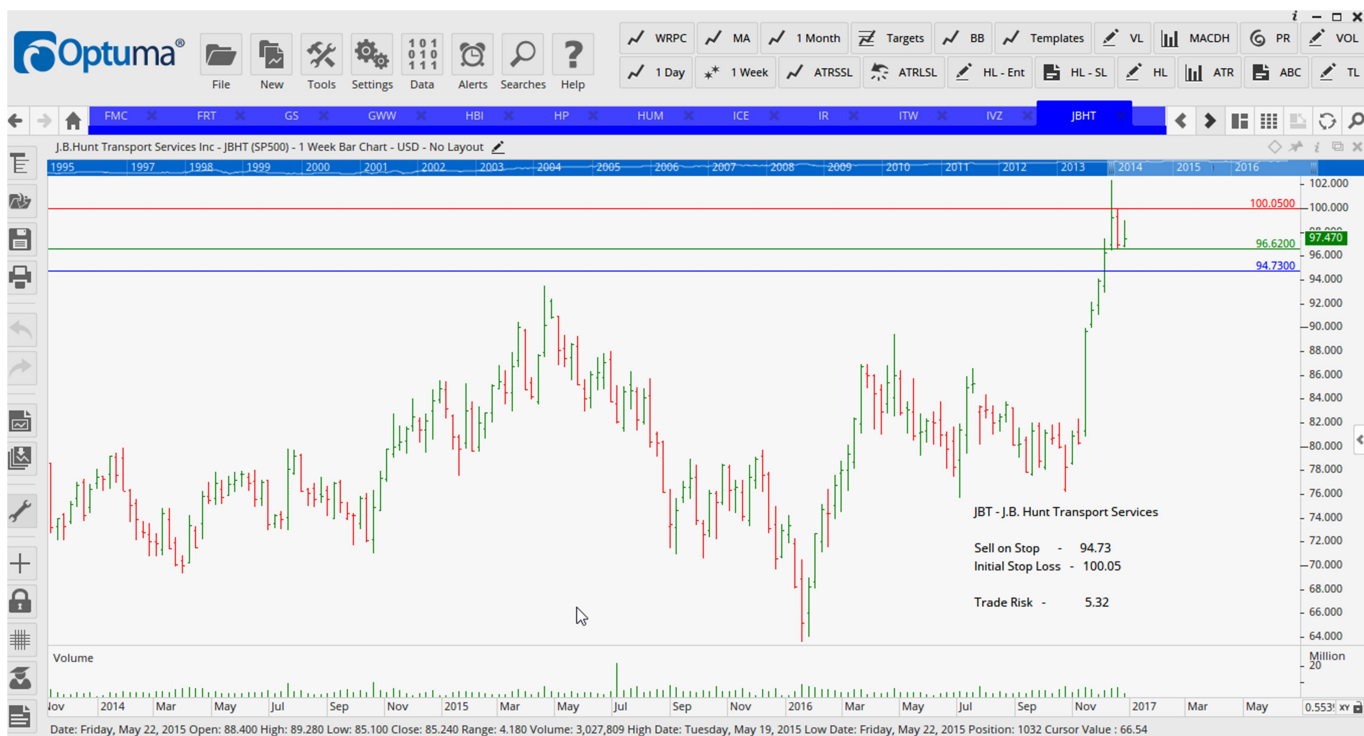 i
Optuma®
File New Tools Settings Data Alerts Searches Help
101
010
111
WRPC MA 1 Month Targets BB Templates VL MACDH PR VOL
1 Day 1 Week ATRSSL ATRLSL HL - Ent HL - SL HL ATR ABC TL
FMC FRT GS GWW HBI HP HUM ICE IR ITW IVZ JBHT
J.B.Hunt Transport Services Inc - JBHT (SP500) - 1 Week Bar Chart - USD - No Layout
1995 1997 1998 1999 2000 2001 2002 2003 2004 2005 2006 2007 2008 2009 2010 2011 2012 2013 2014 2015 2016
102.000
100.0500
100.000
97.470
96.6200
96.000
94.7300
94.000
92.000
90.000
88.000
86.000
84.000
82.000
80.000
78.000
76.000
74.000
72.000
70.000
68.000
66.000
64.000
JBT - J.B. Hunt Transport Services
Sell on Stop - 94.73
Initial Stop Loss - 100.05
Trade Risk - 5.32
Volume
Million
20
2014 Mar May Jul Sep Nov 2015 Mar May Jul Sep Nov 2016 Mar May Jul Sep Nov 2017 Mar May
XY
Date: Friday, May 22, 2015 Open: 88.400 High: 89.280 Low: 85.100 Close: 85.240 Range: 4.180 Volume: 3,027,809 High Date: Tuesday, May 19, 2015 Low Date: Friday, May 22, 2015 Position: 1032 Cursor Value : 66.54